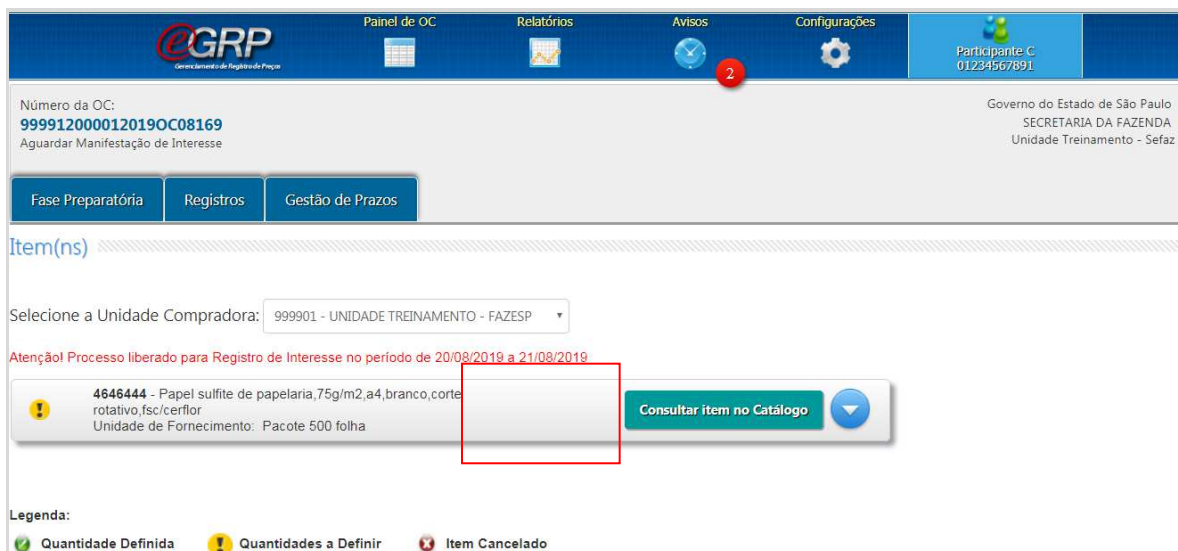 Painel de OC
Relatórios
Avisos
Configurações
eGRP
Gerenciamento de Registro de Preços
2
Participante C
01234567891
Número da OC:
999912000012019OC08169
Aguardar Manifestação de Interesse
Governo do Estado de São Paulo
SECRETARIA DA FAZENDA
Unidade Treinamento - Sefaz
Fase Preparatória
Registros
Gestão de Prazos
Item(ns)
Selecione a Unidade Compradora: 999901 - UNIDADE TREINAMENTO - FAZESP
Atenção! Processo liberado para Registro de Interesse no período de 20/08/2019 a 21/08/2019
4646444 - Papel sulfite de papelaria,75g/m2,a4,branco,corte
rotativo,fsc/cerflor
Unidade de Fornecimento: Pacote 500 folha
Consultar item no Catálogo
Legenda:
Quantidade Definida ! Quantidades a Definir Item Cancelado